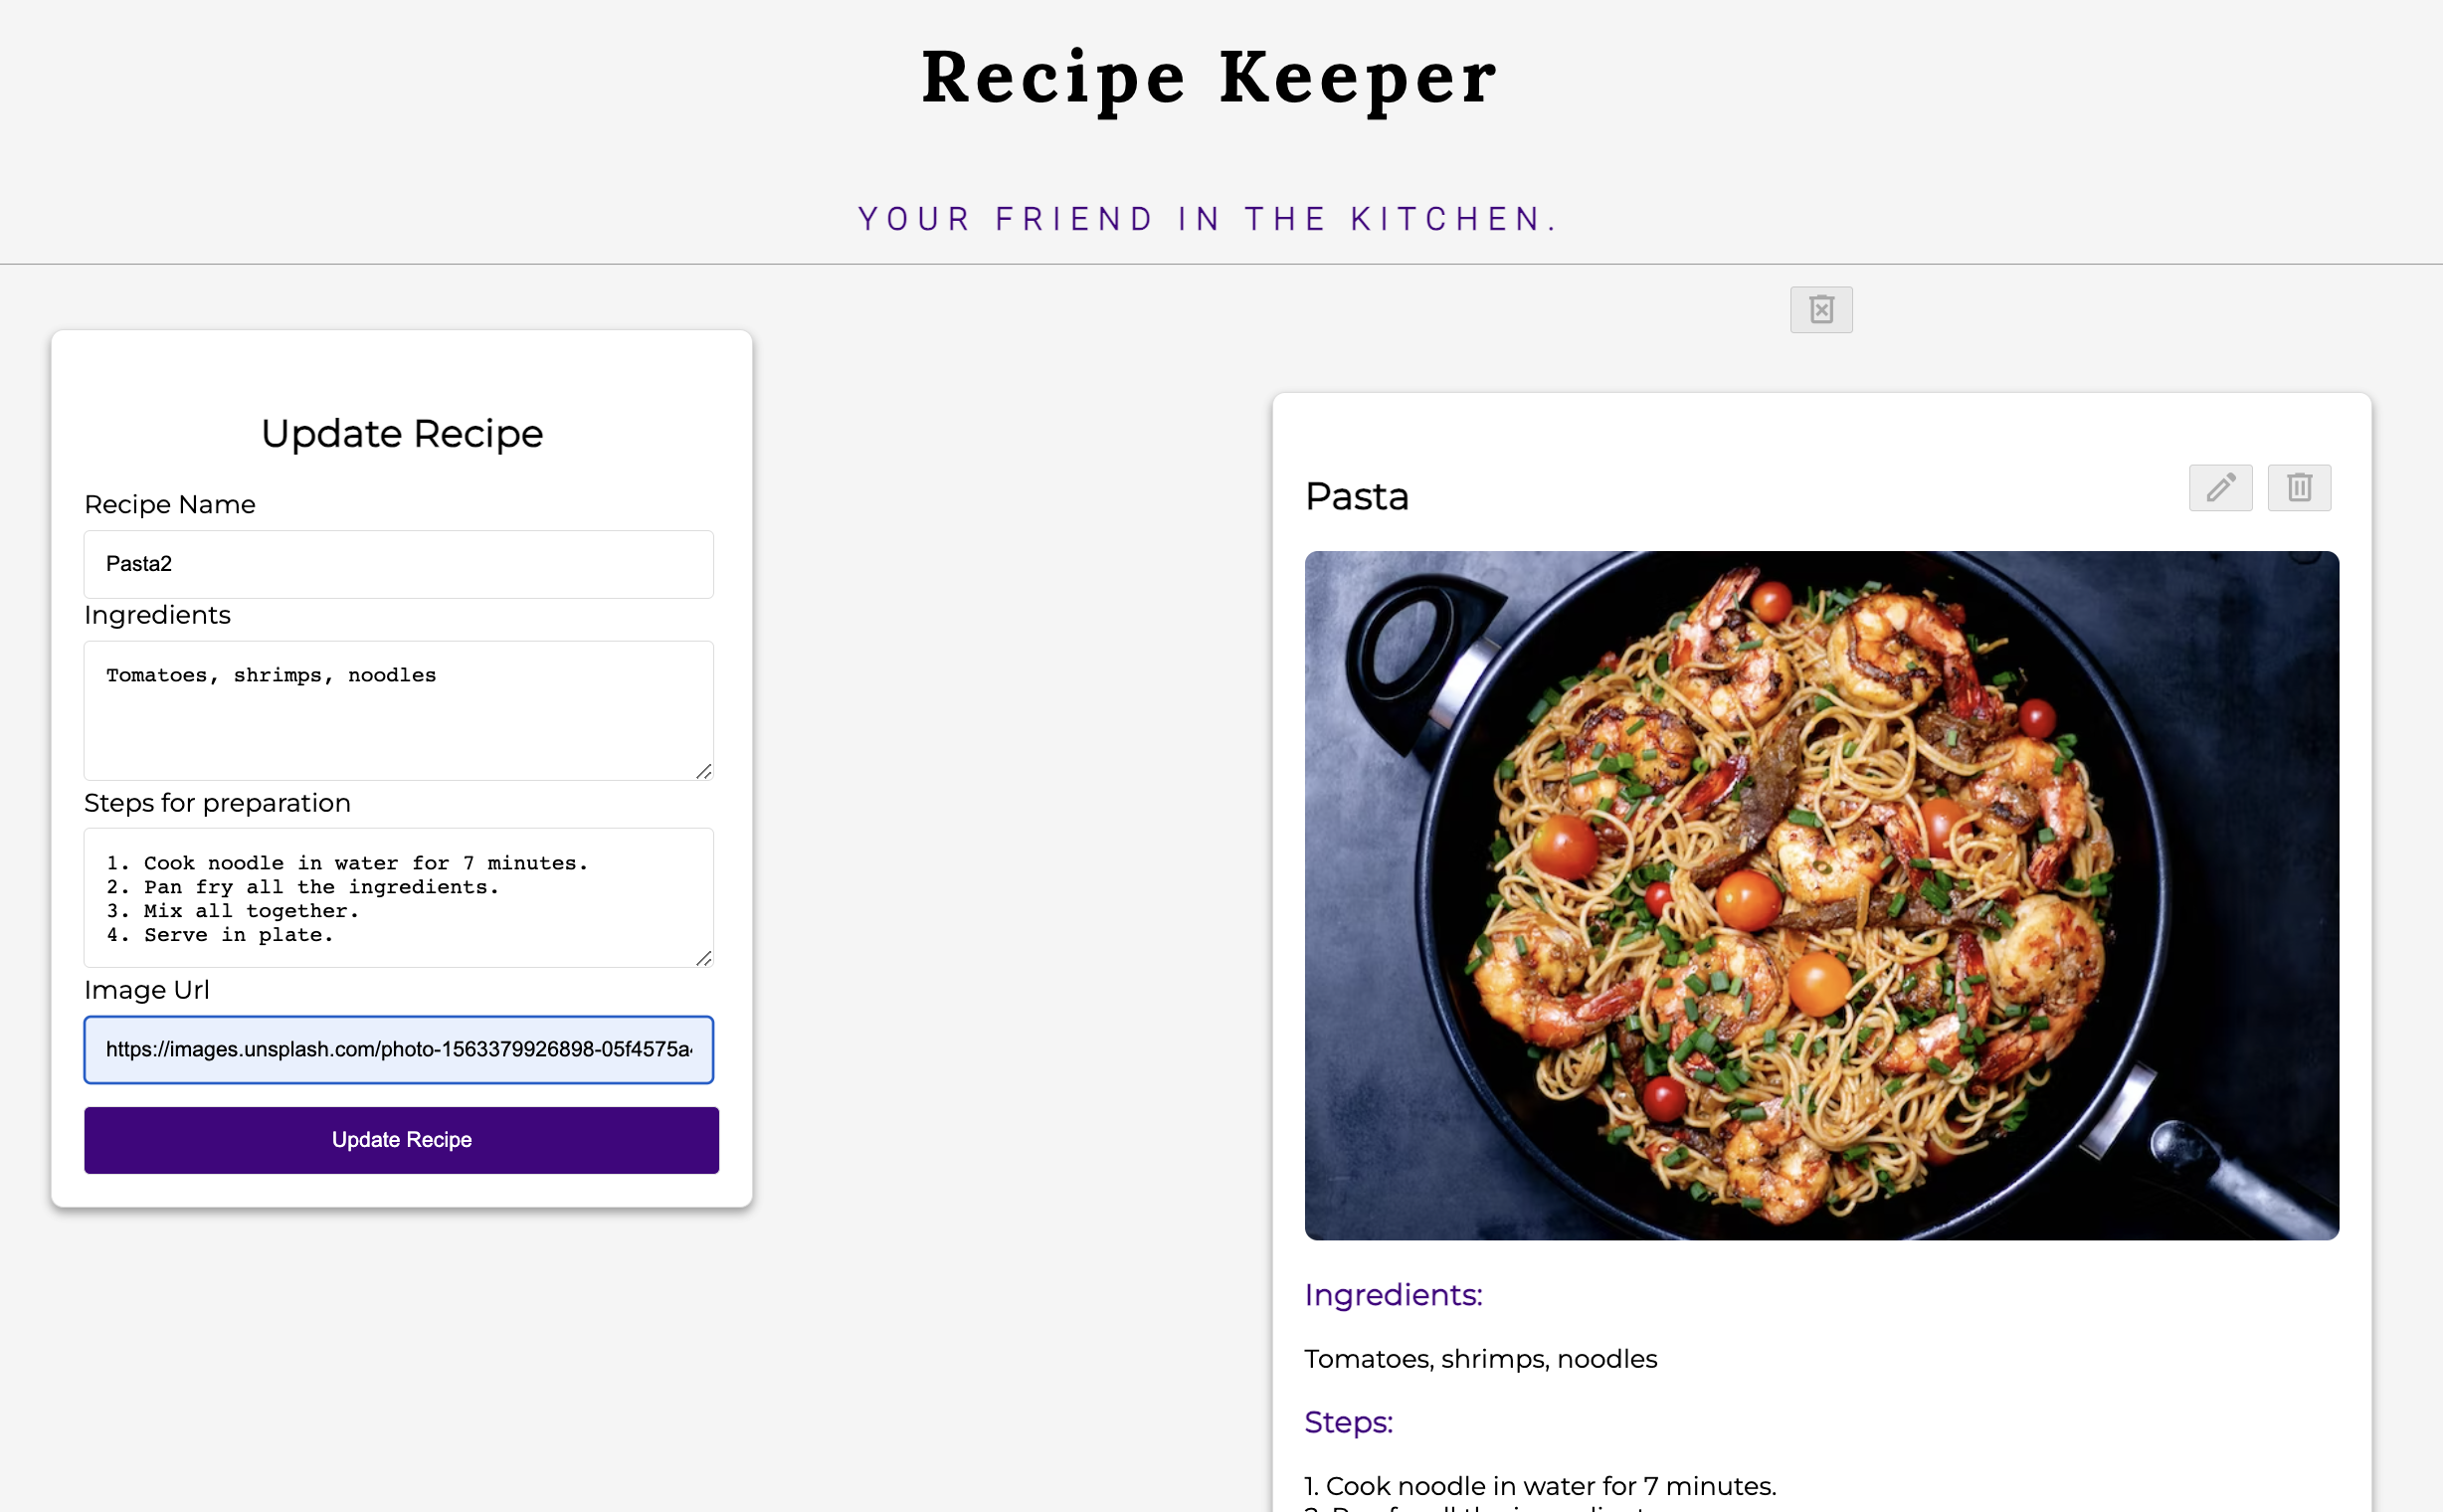 Recipe Keeper
YOUR FRIEND IN THE KITCHEN.
Update Recipe
Recipe Name
Pasta2
Ingredients
Tomatoes, shrimps, noodles
Steps for preparation
1. Cook noodle in water for 7 minutes.
2. Pan fry all the ingredients.
3. Mix all together.
4. Serve in plate.
Image Url
https://images.unsplash.com/photo-1563379926898-05f4575a
Update Recipe
Pasta
Ingredients:
Tomatoes, shrimps, noodles
Steps:
1. Cook noodle in water for 7 minutes.